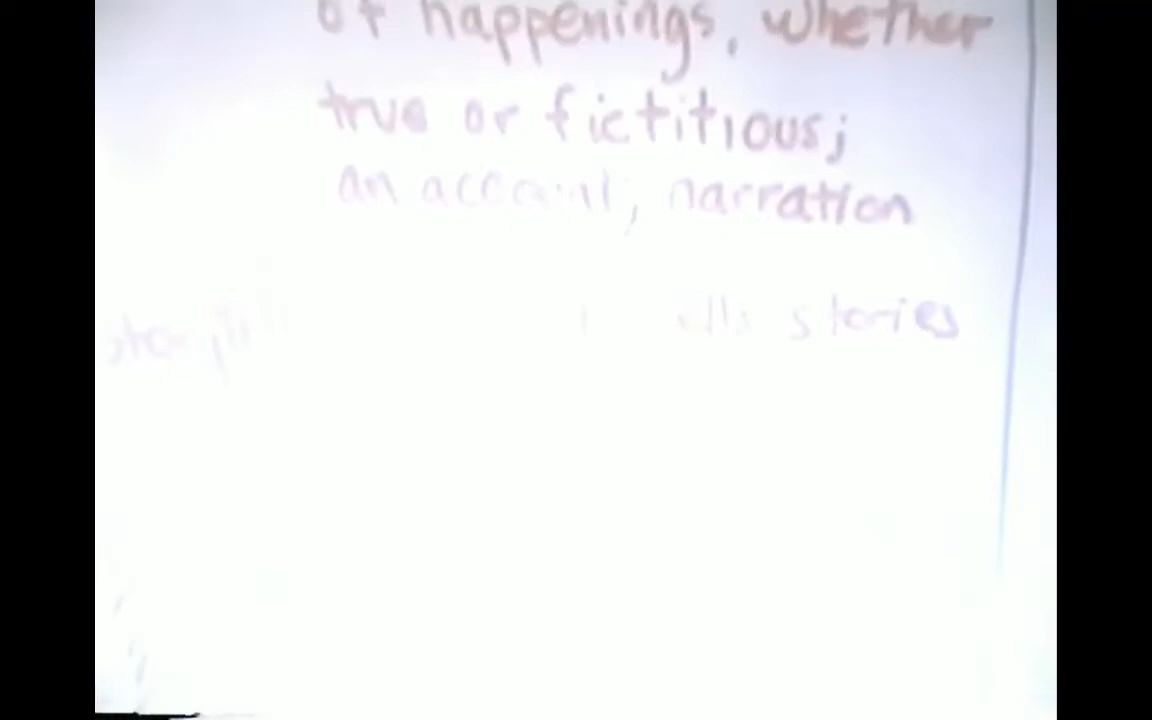 of happenings, whether
true or fictitious;
an account; narration
stories